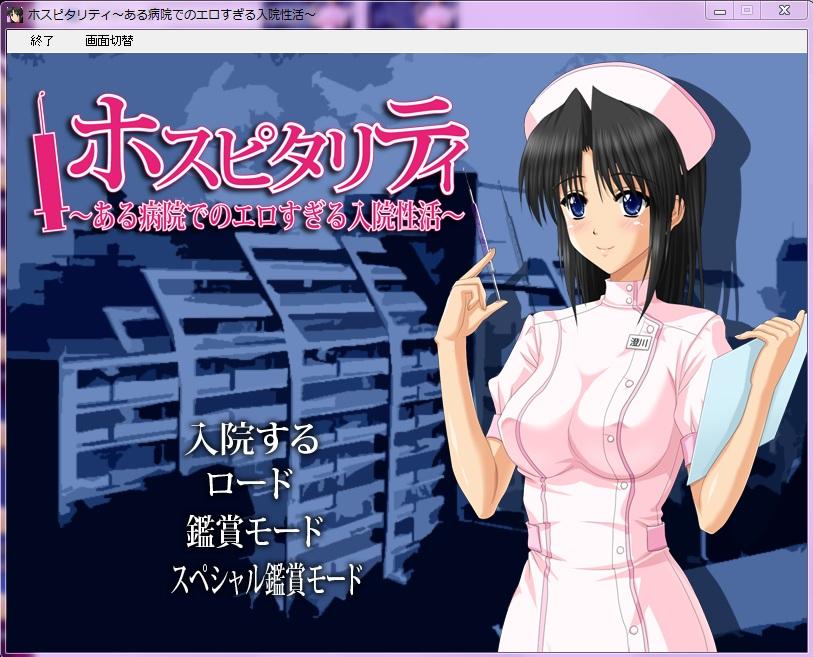 ホスピタリティ～ある病院でのエロすぎる入院性活～
終了 画面切替
ホスピタリティ
～ある病院でのエロすぎる入院性活～
澄川
入院する
ロード
鑑賞モード
スペシャル鑑賞モード